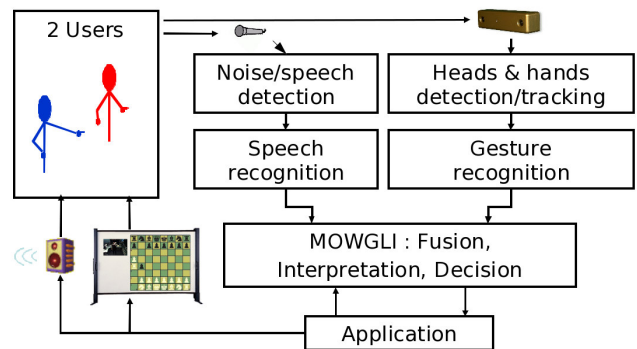 2 Users
Noise/speech
detection
Heads & hands
detection/tracking
Speech
recognition
Gesture
recognition
MOWGLI : Fusion,
Interpretation, Decision
Application